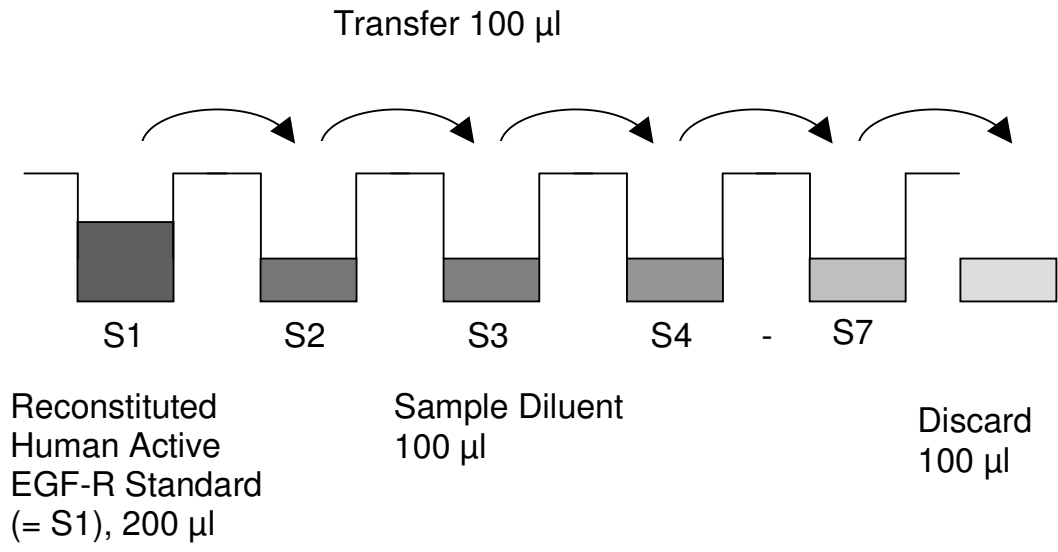 Transfer 100 µl
S1 S2 S3 S4 - S7
Reconstituted
Human Active
EGF-R Standard
(= S1), 200 µl
Sample Diluent
100 µl
Discard
100 µl